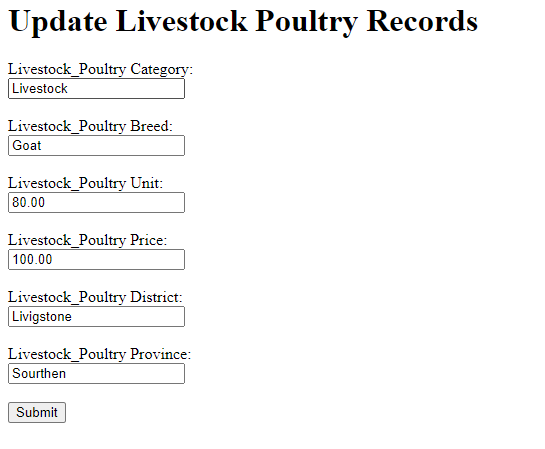 Update Livestock Poultry Records
Livestock_Poultry Category:
Livestock
Livestock_Poultry Breed:
Goat
Livestock_Poultry Unit:
80.00
Livestock_Poultry Price:
100.00
Livestock_Poultry District:
Livigstone
Livestock_Poultry Province:
Sourthen
Submit